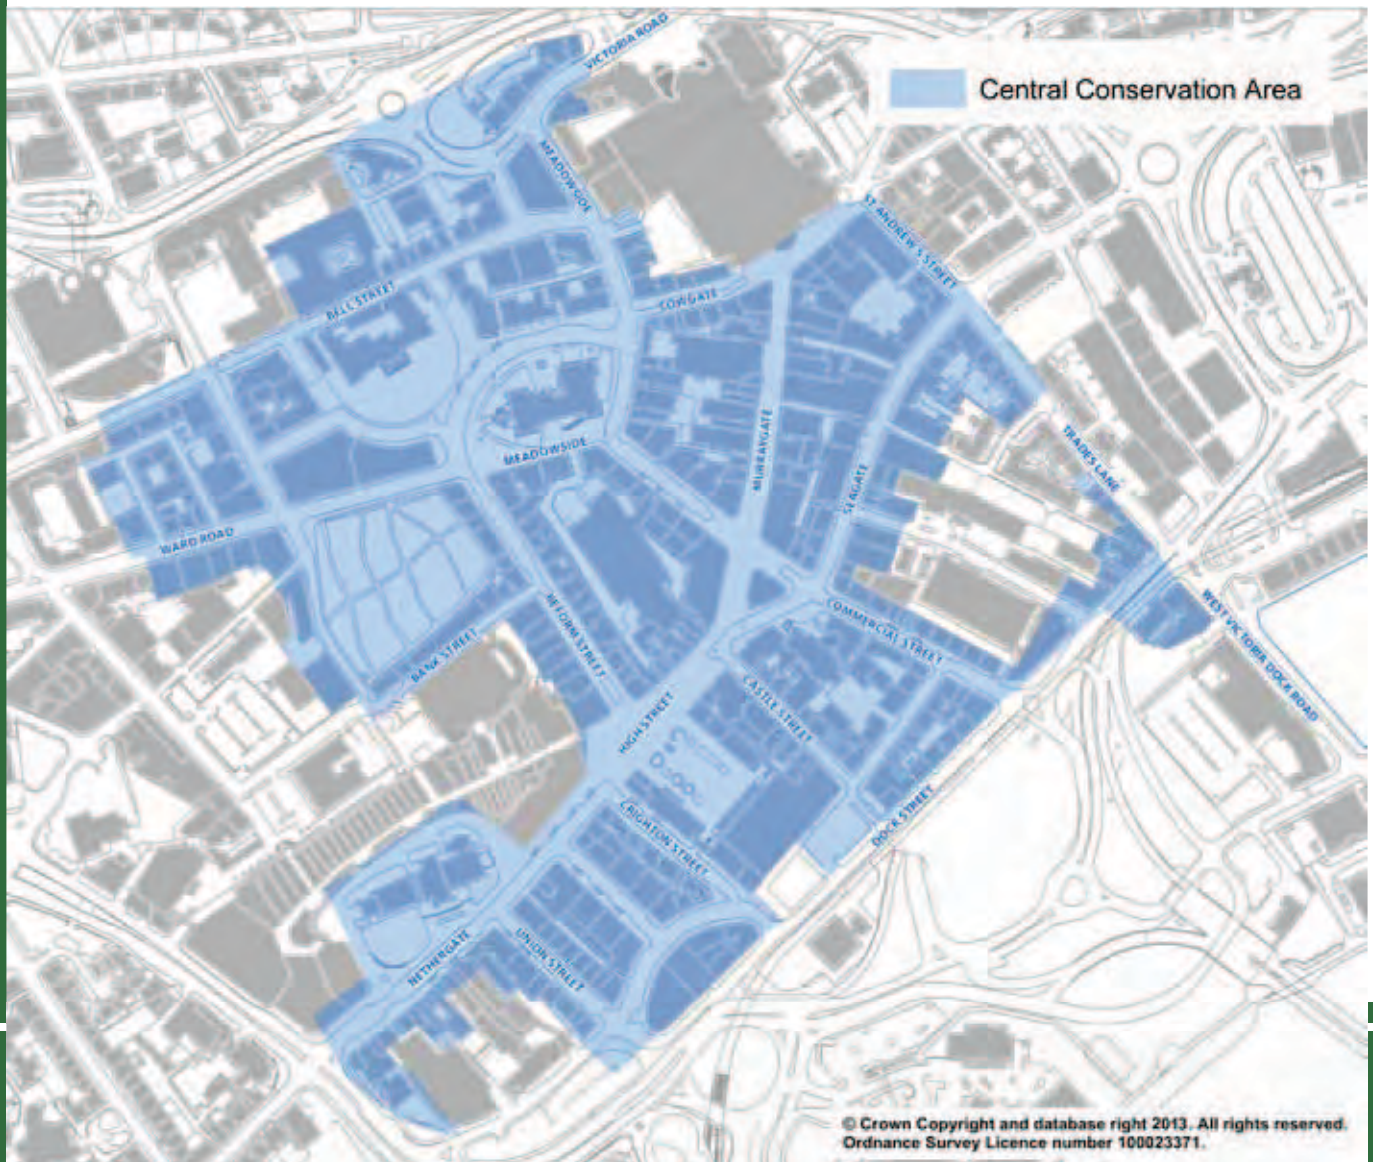 VICTORIA ROAD
Central Conservation Area
MEADOWSIDE
ST ANDREW'S STREET
BELL STREET
COWGATE
MURRAYGATE
MEADOWSIDE
SEAGATE
TRADES LANE
WARD ROAD
REFORM STREET
COMMERCIAL STREET
WEST VICTORIA DOCK ROAD
BANK STREET
CASTLE STREET
HIGH STREET
CRIGHTON STREET
DOCK STREET
NETHERGATE
UNION STREET
© Crown Copyright and database right 2013. All rights reserved.
Ordnance Survey Licence number 100023371.